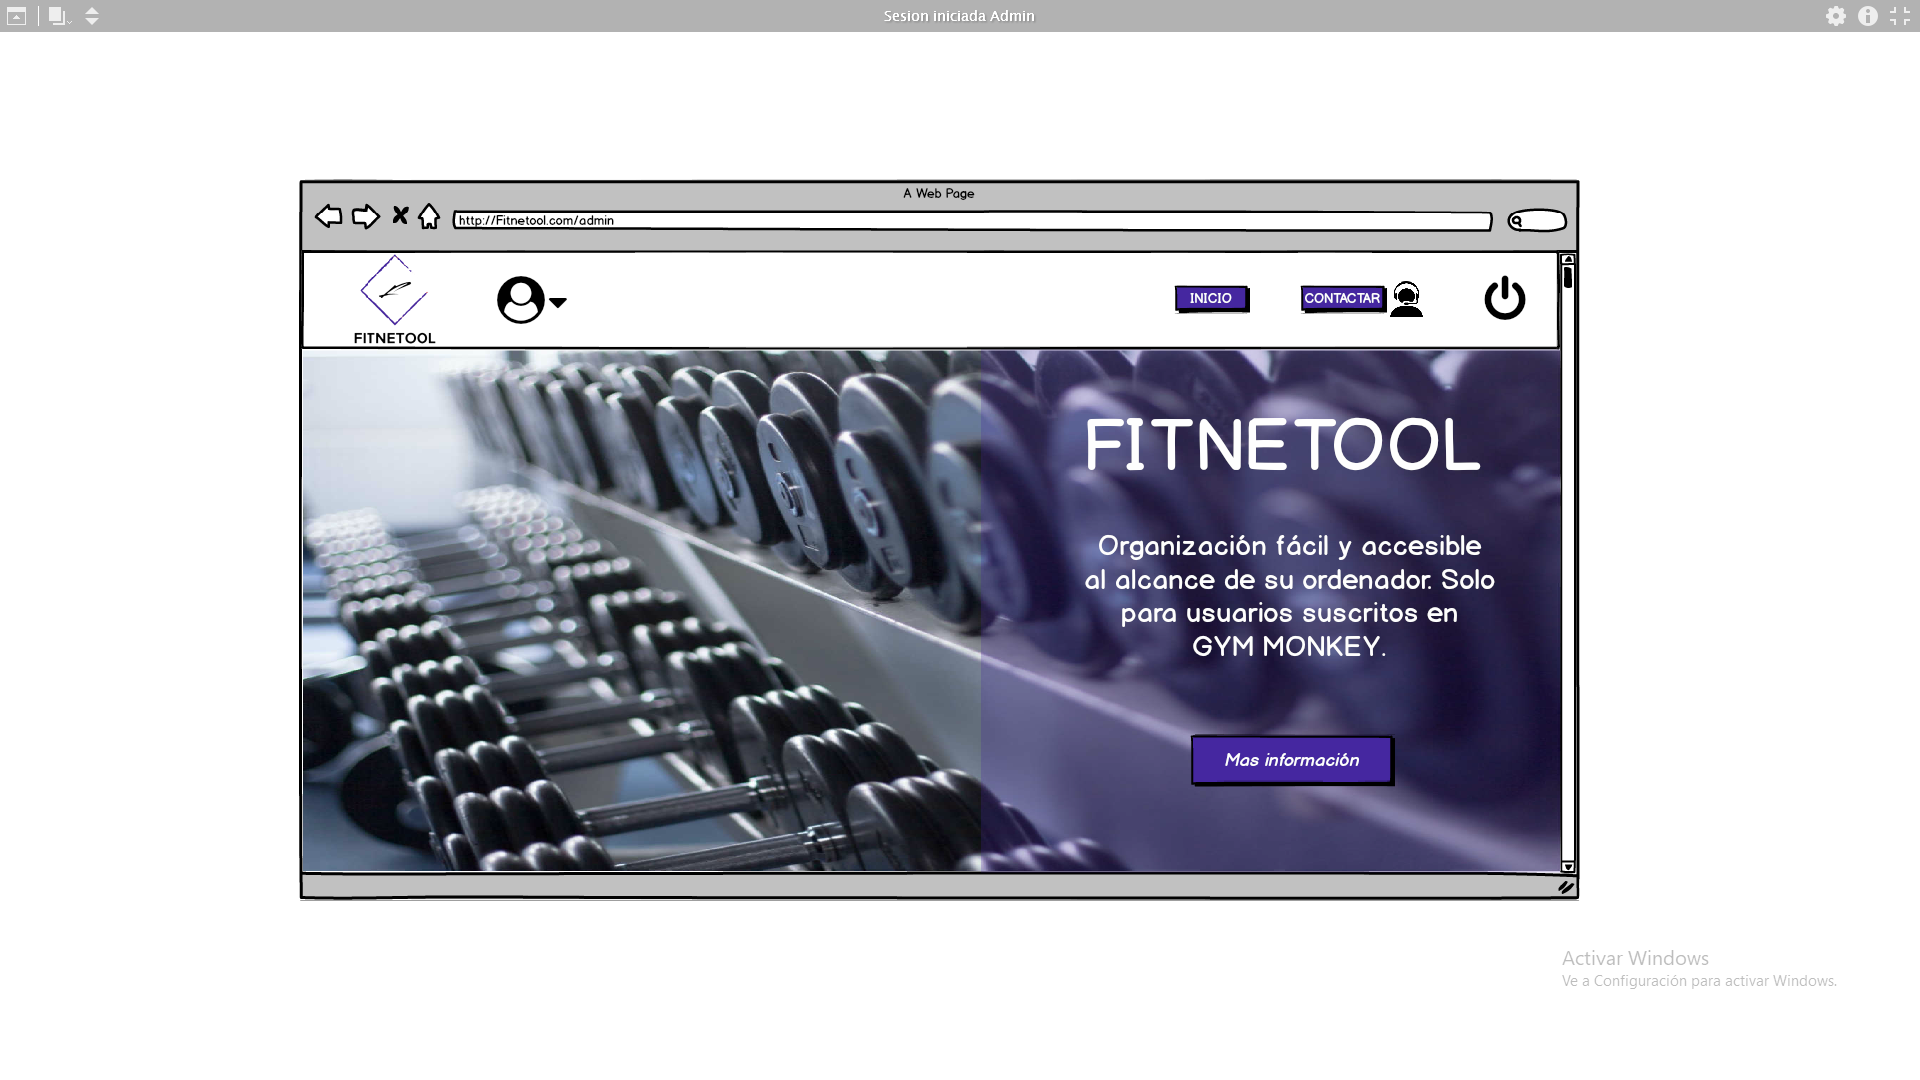 Sesion iniciada Admin
A Web Page
http://Fitnetool.com/admin
FITNETOOL
INICIO
CONTACTAR
FITNETOOL
Organización fácil y accesible
al alcance de su ordenador. Solo
para usuarios suscritos en
GYM MONKEY.
Mas información
Activar Windows
Ve a Configuración para activar Windows.